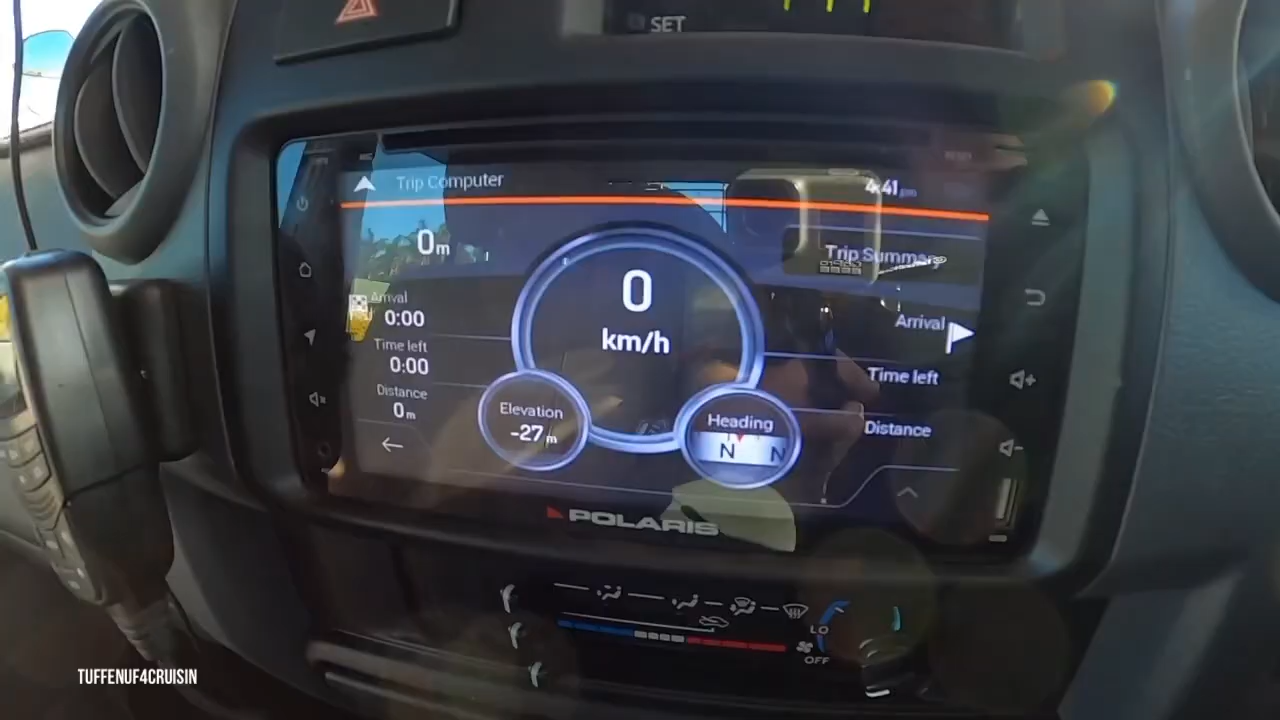 SET
Trip Computer
4:41 pm
0m
0
km/h
Trip Summary
Arrival
0:00
Time left
0:00
Distance
0m
Elevation
-27m
Heading
N N
Arrival
Time left
Distance
POLARIS
LO
OFF
TUFFENUF4CRUISIN